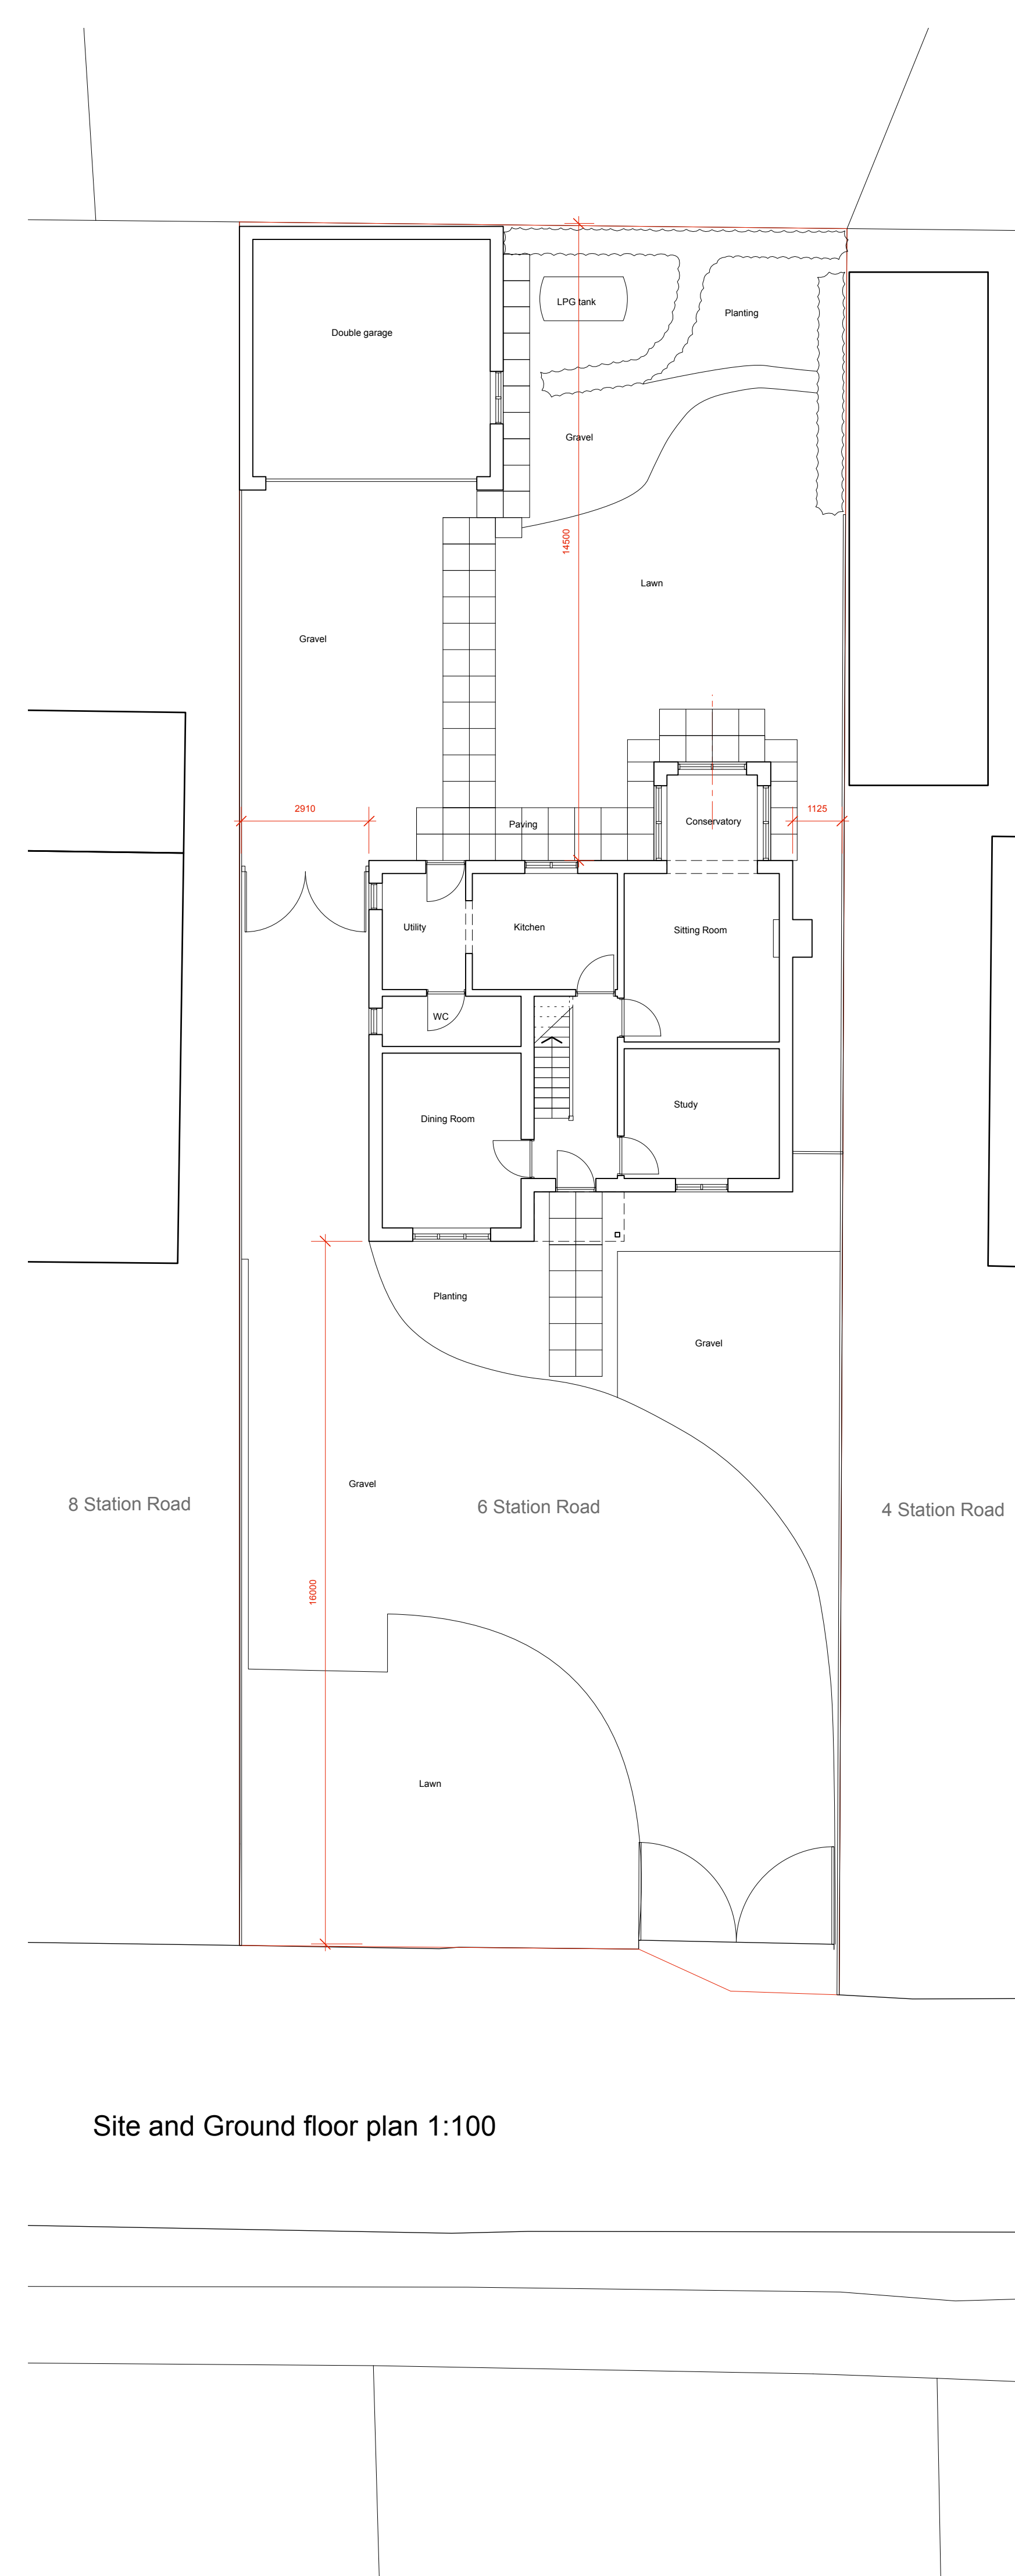 LPG tank
Planting
Double garage
Gravel
14500
Lawn
Gravel
2910
1125
Paving
Conservatory
Utility
Kitchen
Sitting Room
WC
Study
Dining Room
Planting
Gravel
Gravel
8 Station Road
6 Station Road
4 Station Road
16000
Lawn
Site and Ground floor plan 1:100